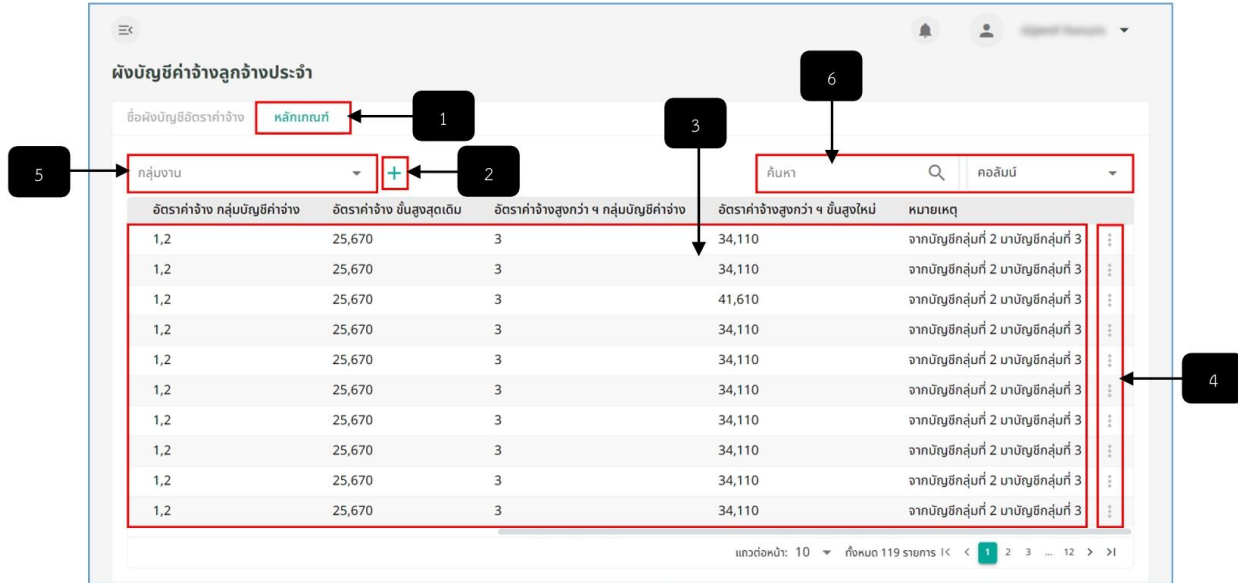 ผังบัญชีค่าจ้างลูกจ้างประจำ
6
ชื่อผังบัญชีอัตราค่าจ้าง หลักเกณฑ์ 1 3
5 กลุ่มงาน + 2 ค้นหา คอลัมน์
อัตราค่าจ้าง กลุ่มบัญชีค่าจ่าง อัตราค่าจ้าง ขั้นสูงสุดเดิม อัตราค่าจ้างสูงกว่า ฯ กลุ่มบัญชีค่าจ่าง อัตราค่าจ้างสูงกว่า ฯ ขั้นสูงใหม่ หมายเหตุ
1,2 25,670 3 34,110 จากบัญชีกลุ่มที่ 2 มาบัญชีกลุ่มที่ 3
1,2 25,670 3 34,110 จากบัญชีกลุ่มที่ 2 มาบัญชีกลุ่มที่ 3
1,2 25,670 3 41,610 จากบัญชีกลุ่มที่ 2 มาบัญชีกลุ่มที่ 3
1,2 25,670 3 34,110 จากบัญชีกลุ่มที่ 2 มาบัญชีกลุ่มที่ 3
1,2 25,670 3 34,110 จากบัญชีกลุ่มที่ 2 มาบัญชีกลุ่มที่ 3
1,2 25,670 3 34,110 จากบัญชีกลุ่มที่ 2 มาบัญชีกลุ่มที่ 3 4
1,2 25,670 3 34,110 จากบัญชีกลุ่มที่ 2 มาบัญชีกลุ่มที่ 3
1,2 25,670 3 34,110 จากบัญชีกลุ่มที่ 2 มาบัญชีกลุ่มที่ 3
1,2 25,670 3 34,110 จากบัญชีกลุ่มที่ 2 มาบัญชีกลุ่มที่ 3
1,2 25,670 3 34,110 จากบัญชีกลุ่มที่ 2 มาบัญชีกลุ่มที่ 3
แถวต่อหน้า: 10 ทั้งหมด 119 รายการ |< < 1 2 3 ... 12 > >|